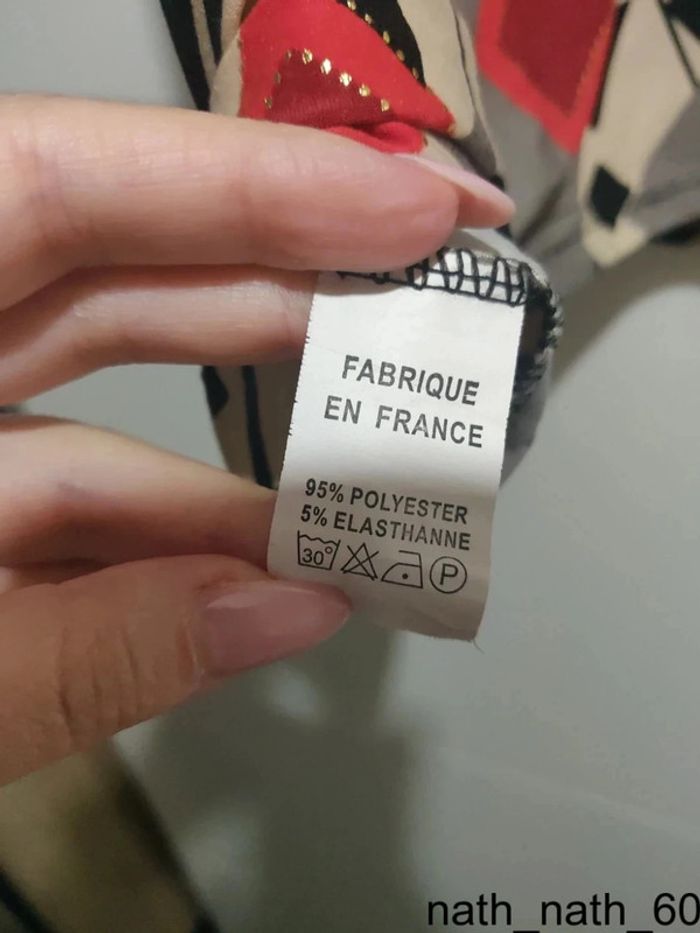 FABRIQUE
EN FRANCE
95% POLYESTER
5% ELASTHANNE
30° P
nath_nath_60